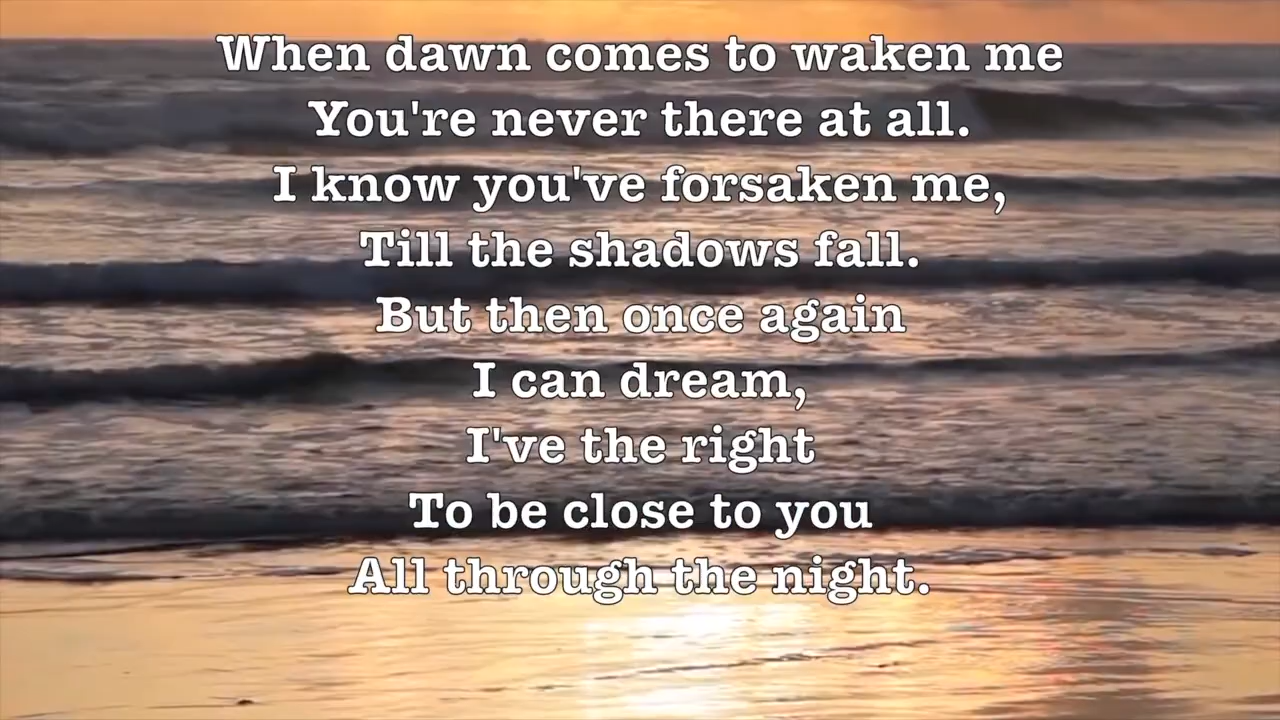 When dawn comes to waken me
You're never there at all.
I know you've forsaken me,
Till the shadows fall.
But then once again
I can dream,
I've the right
To be close to you
All through the night.